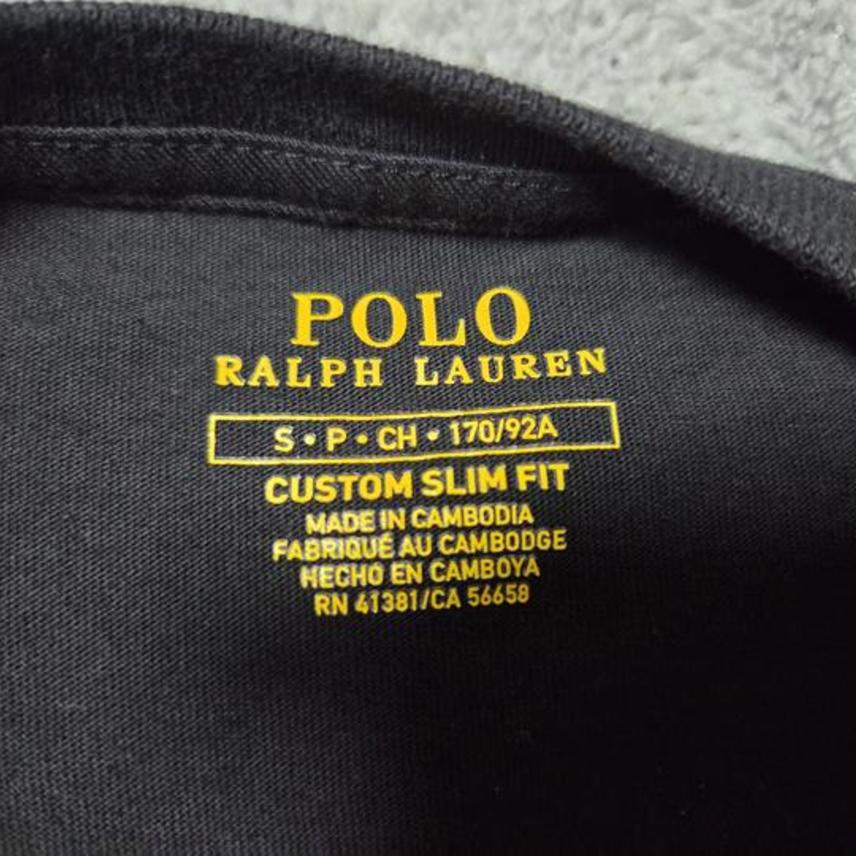 POLO
RALPH LAUREN
S • P • CH • 170/92A
CUSTOM SLIM FIT
MADE IN CAMBODIA
FABRIQUÉ AU CAMBODGE
HECHO EN CAMBOYA
RN 41381/CA 56658